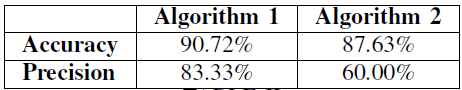 Algorithm 1 Algorithm 2
Accuracy 90.72% 87.63%
Precision 83.33% 60.00%